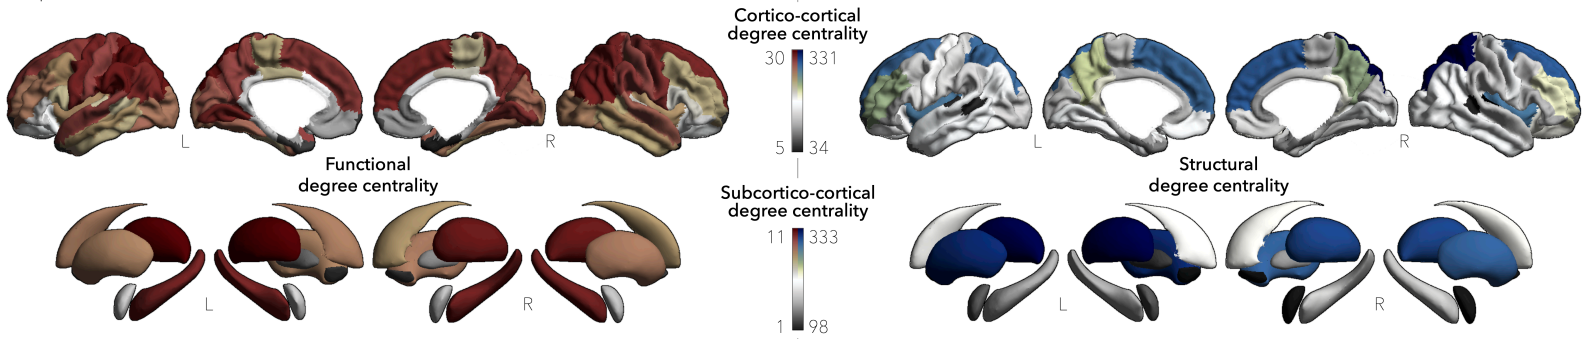 Cortico-cortical
degree centrality
30 331
5 34
L
R
L
R
Functional
degree centrality
Structural
degree centrality
Subcortico-cortical
degree centrality
11 333
1 98
L
R
L
R